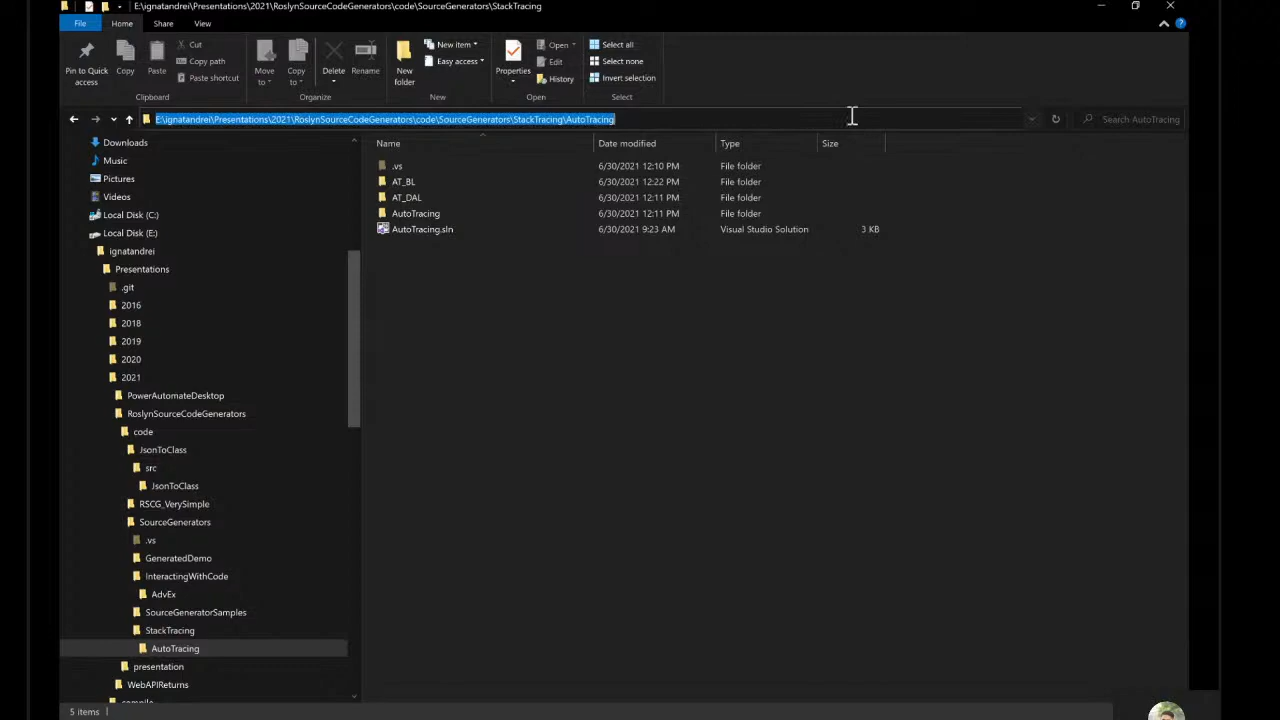 E:\ignatandrei\Presentations\2021\RoslynSourceCodeGenerators\code\SourceGenerators\StackTracing
File Home Share View
Pin to Quick access
Copy
Paste
Cut
Copy path
Paste shortcut
Clipboard
Move to
Copy to
Delete
Rename
Organize
New folder
New item
Easy access
New
Properties
Open
Edit
History
Open
Select all
Select none
Invert selection
Select
E:\ignatandrei\Presentations\2021\RoslynSourceCodeGenerators\code\SourceGenerators\StackTracing\AutoTracing
Search AutoTracing
Downloads
Music
Pictures
Videos
Local Disk (C:)
Local Disk (E:)
ignatandrei
Presentations
.git
2016
2018
2019
2020
2021
PowerAutomateDesktop
RoslynSourceCodeGenerators
code
JsonToClass
src
JsonToClass
RSCG_VerySimple
SourceGenerators
.vs
GeneratedDemo
InteractingWithCode
AdvEx
SourceGeneratorSamples
StackTracing
AutoTracing
presentation
WebAPIReturns
Name Date modified Type Size
.vs 6/30/2021 12:10 PM File folder
AT_BL 6/30/2021 12:22 PM File folder
AT_DAL 6/30/2021 12:11 PM File folder
AutoTracing 6/30/2021 12:11 PM File folder
AutoTracing.sln 6/30/2021 9:23 AM Visual Studio Solution 3 KB
5 items